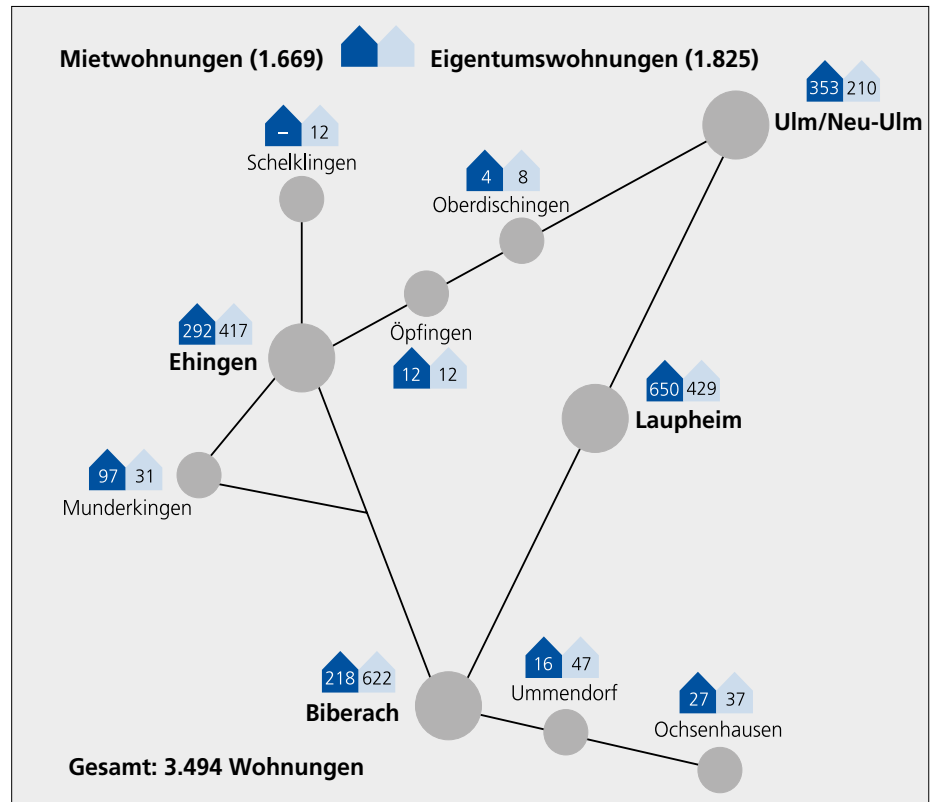 Mietwohnungen (1.669) Eigentumswohnungen (1.825)
353 210
Ulm/Neu-Ulm
– 12
Schelklingen
4 8
Oberdischingen
292 417
Ehingen
Öpfingen
12 12
650 429
Laupheim
97 31
Munderkingen
218 622
Biberach
16 47
Ummendorf
27 37
Ochsenhausen
Gesamt: 3.494 Wohnungen